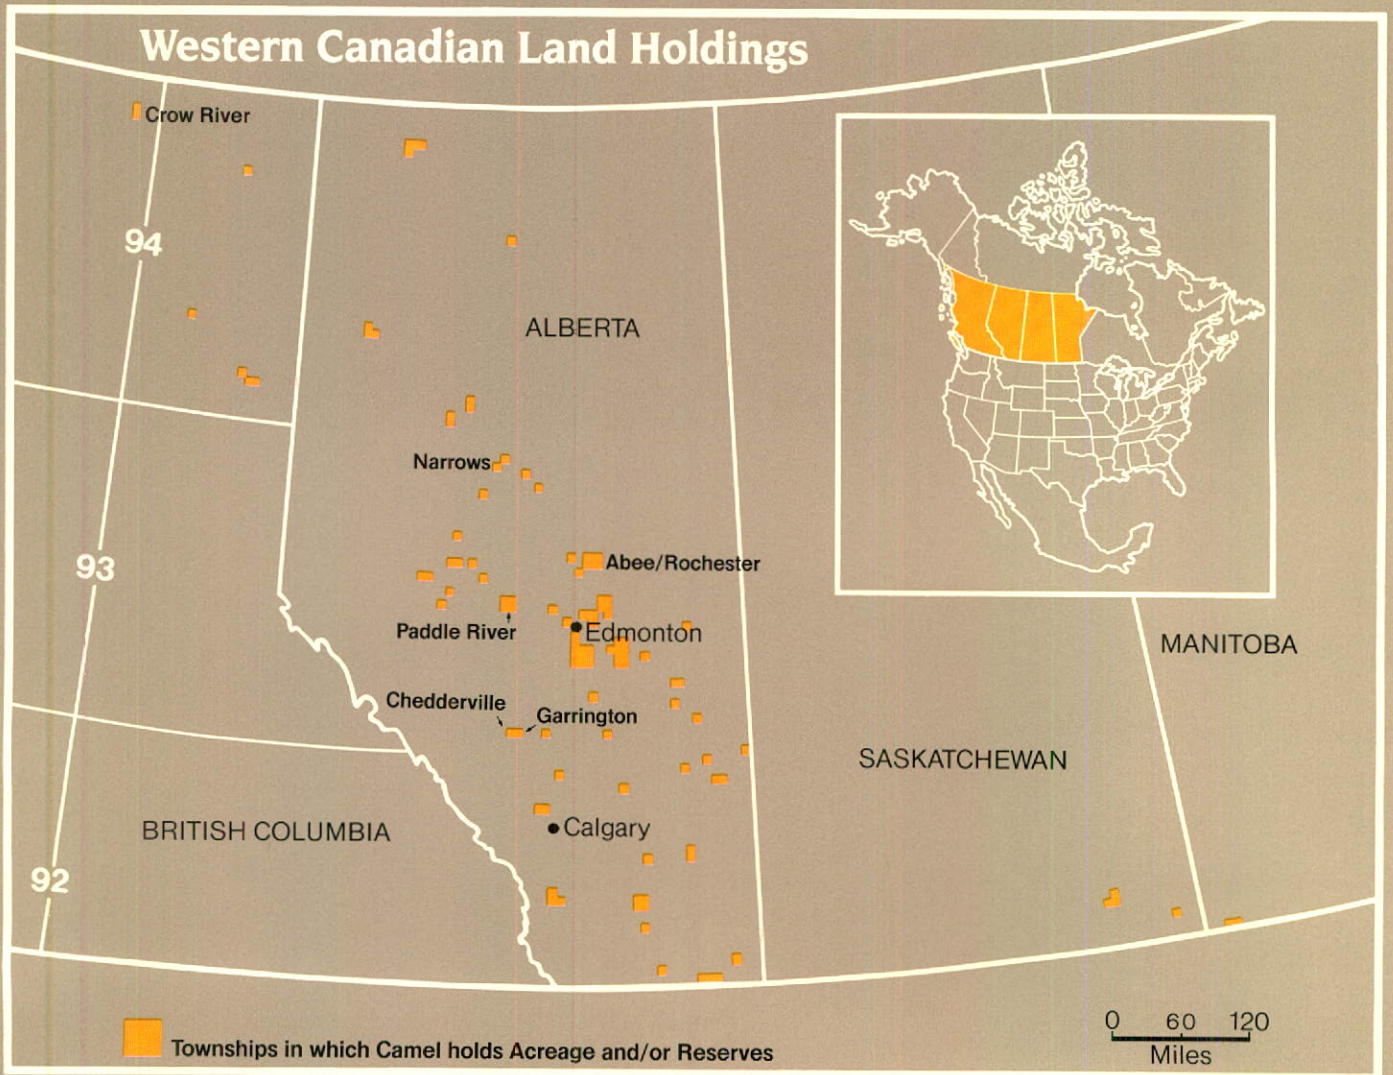 Western Canadian Land Holdings
Crow River
94
ALBERTA
Narrows
93
Abee/Rochester
Paddle River
Edmonton
MANITOBA
Chedderville
Garrington
SASKATCHEWAN
BRITISH COLUMBIA
Calgary
92
0 60 120
Miles
Townships in which Camel holds Acreage and/or Reserves